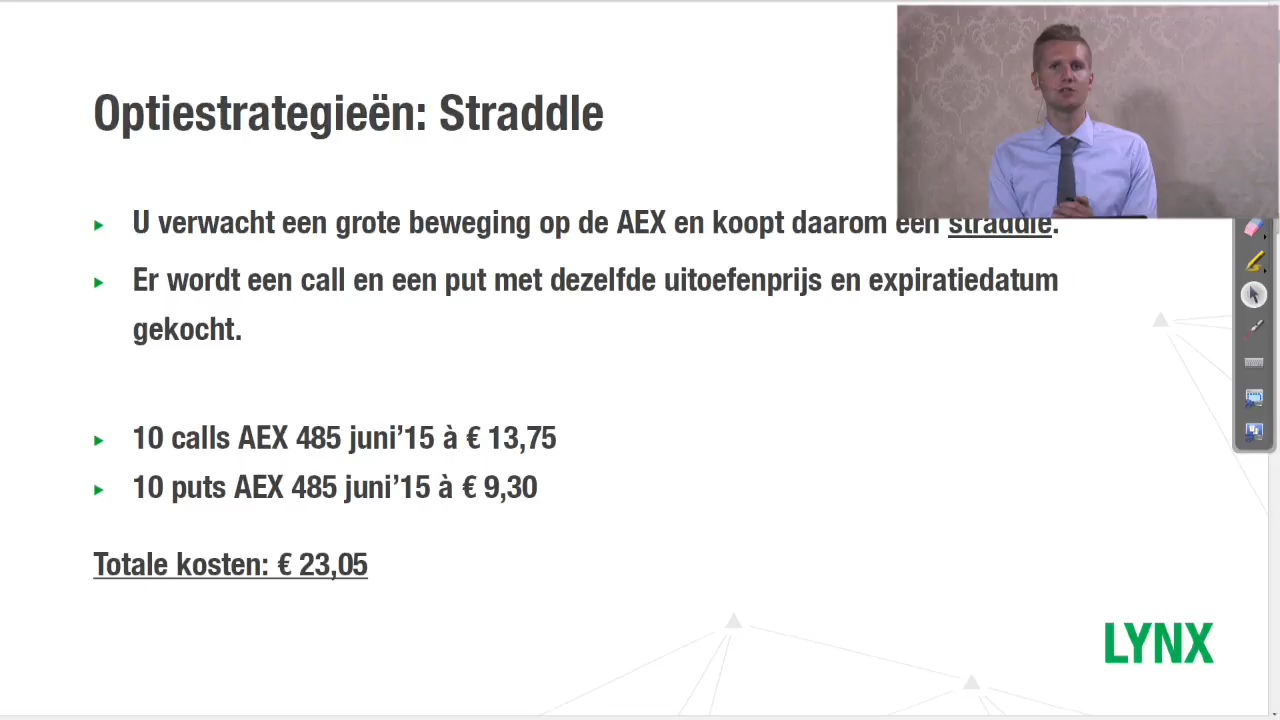 Optiestrategieën: Straddle
U verwacht een grote beweging op de AEX en koopt daarom een straddle.
Er wordt een call en een put met dezelfde uitoefenprijs en expiratiedatum
gekocht.
10 calls AEX 485 juni’15 à € 13,75
10 puts AEX 485 juni’15 à € 9,30
Totale kosten: € 23,05
LYNX